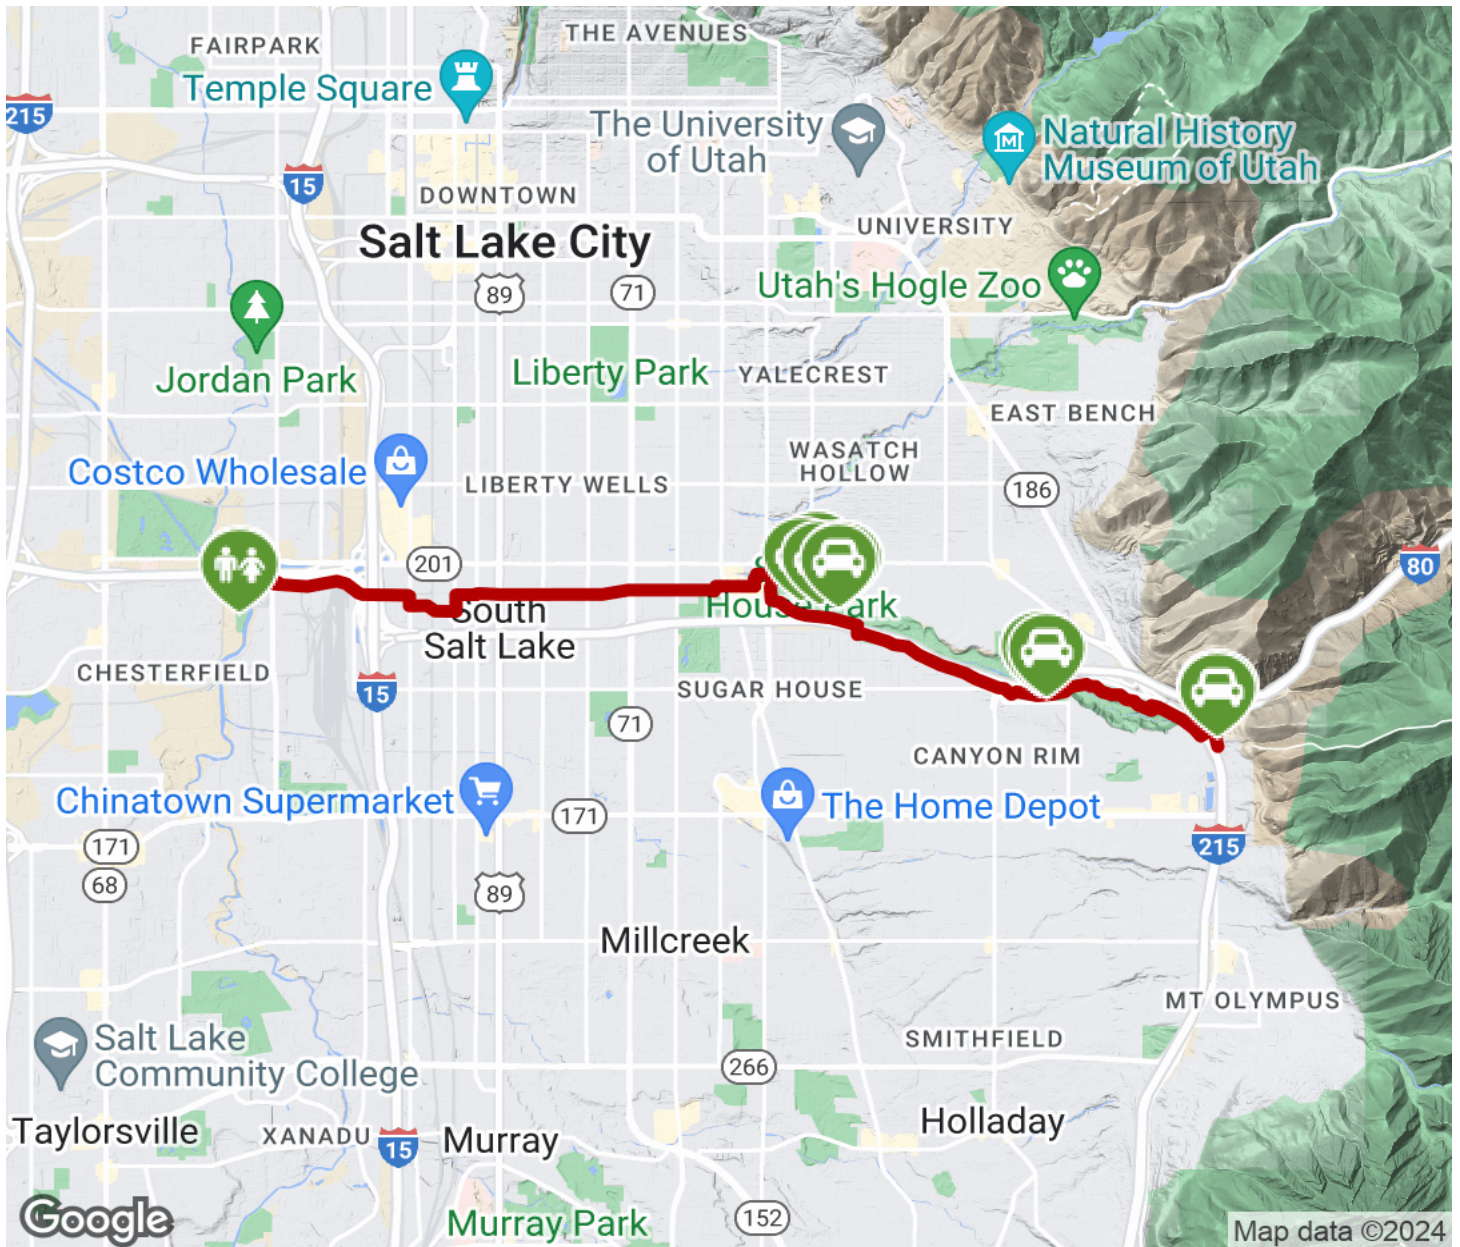 THE AVENUES
FAIRPARK
Temple Square
215
The University
of Utah
Natural History
Museum of Utah
15
DOWNTOWN
UNIVERSITY
Salt Lake City
89
71
Utah's Hogle Zoo
Jordan Park
Liberty Park
YALECREST
EAST BENCH
WASATCH
HOLLOW
Costco Wholesale
LIBERTY WELLS
186
201
80
House Park
South
Salt Lake
CHESTERFIELD
15
SUGAR HOUSE
71
CANYON RIM
Chinatown Supermarket
171
The Home Depot
171
215
68
89
Millcreek
MT OLYMPUS
Salt Lake
Community College
SMITHFIELD
266
Taylorsville
XANADU
15
Murray
Holladay
Murray Park
152
Google
Map data ©2024